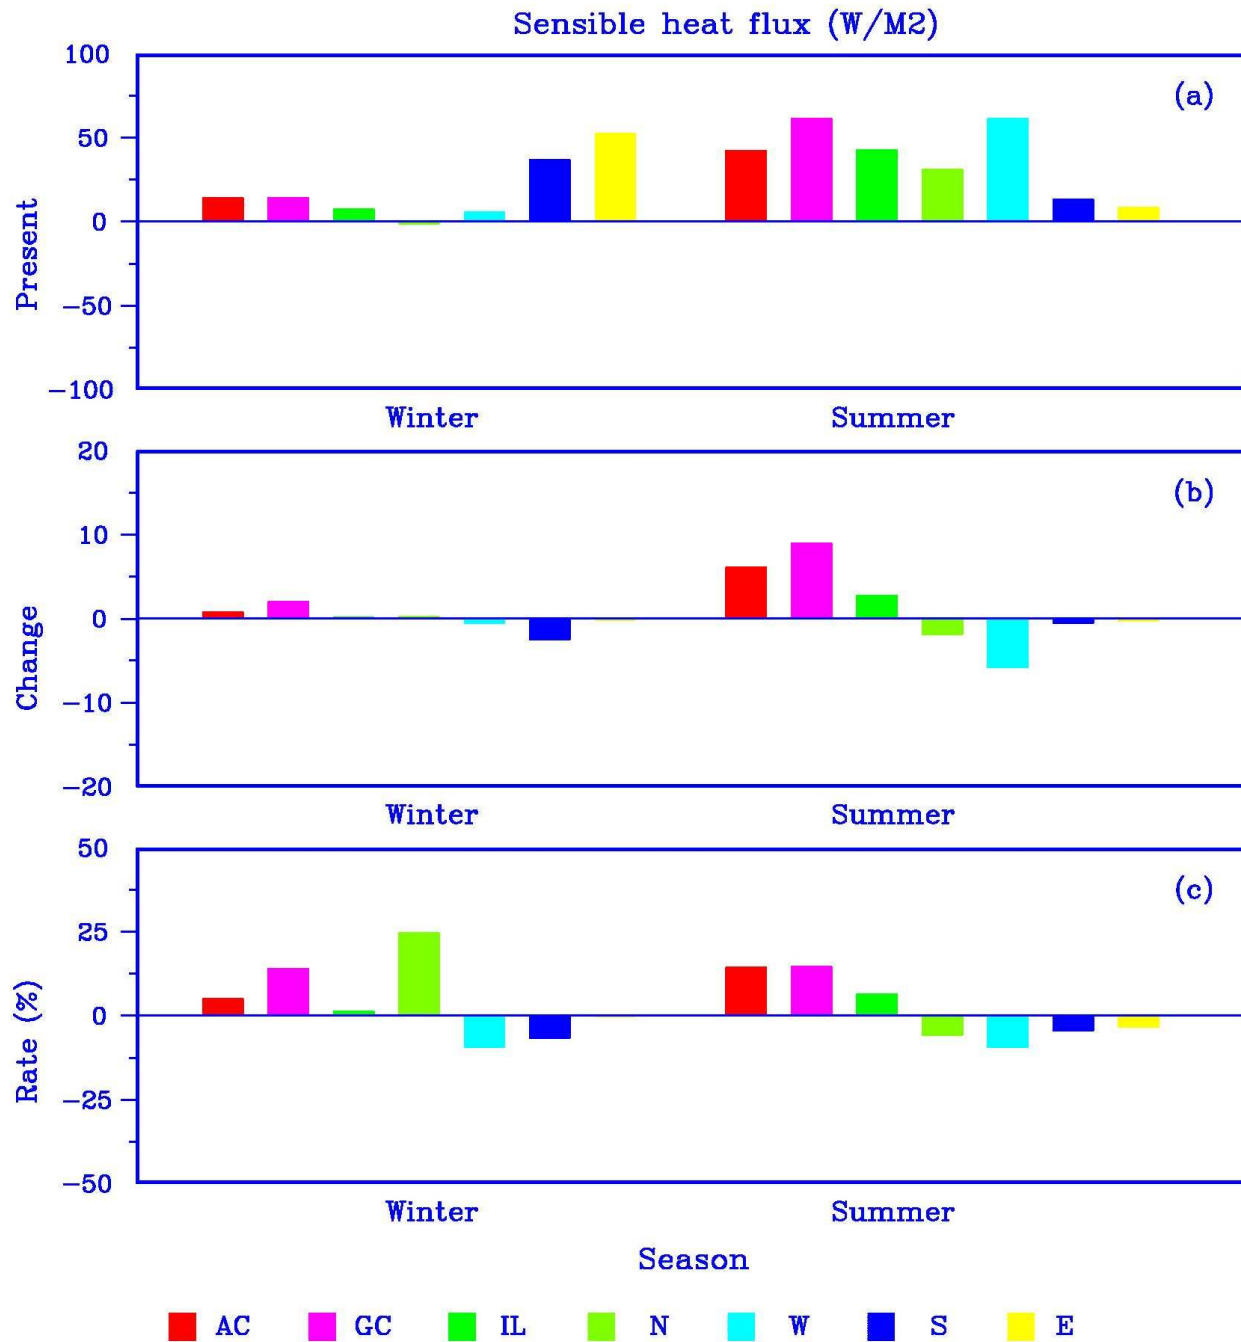 Sensible heat flux (W/M2)
100
(a)
50
0
Present
−50
−100
Winter Summer
20
(b)
10
0
Change
−10
−20
Winter Summer
50
(c)
25
0
Rate (%)
−25
−50
Winter Summer
Season
AC GC IL N W S E